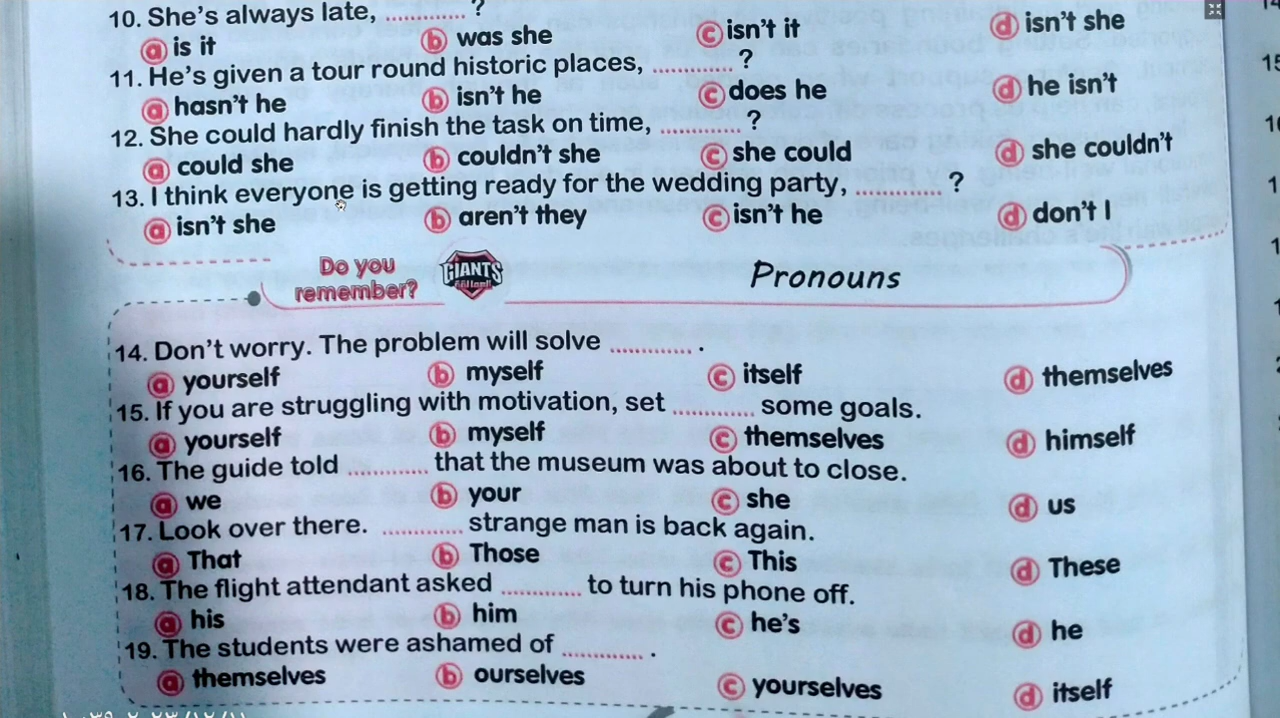 10. She's always late, ............ ?
a is it b was she c isn't it d isn't she
11. He's given a tour round historic places, ............ ?
a hasn't he b isn't he c does he d he isn't
12. She could hardly finish the task on time, ............ ?
a could she b couldn't she c she could d she couldn't
13. I think everyone is getting ready for the wedding party, ............ ?
a isn't she b aren't they c isn't he d don't I
Do you remember?
GIANTS
Pronouns
14. Don't worry. The problem will solve ............ .
a yourself b myself c itself d themselves
15. If you are struggling with motivation, set ............ some goals.
a yourself b myself c themselves d himself
16. The guide told ............ that the museum was about to close.
a we b your c she d us
17. Look over there. ............ strange man is back again.
a That b Those c This d These
18. The flight attendant asked ............ to turn his phone off.
a his b him c he's d he
19. The students were ashamed of ............ .
a themselves b ourselves c yourselves d itself